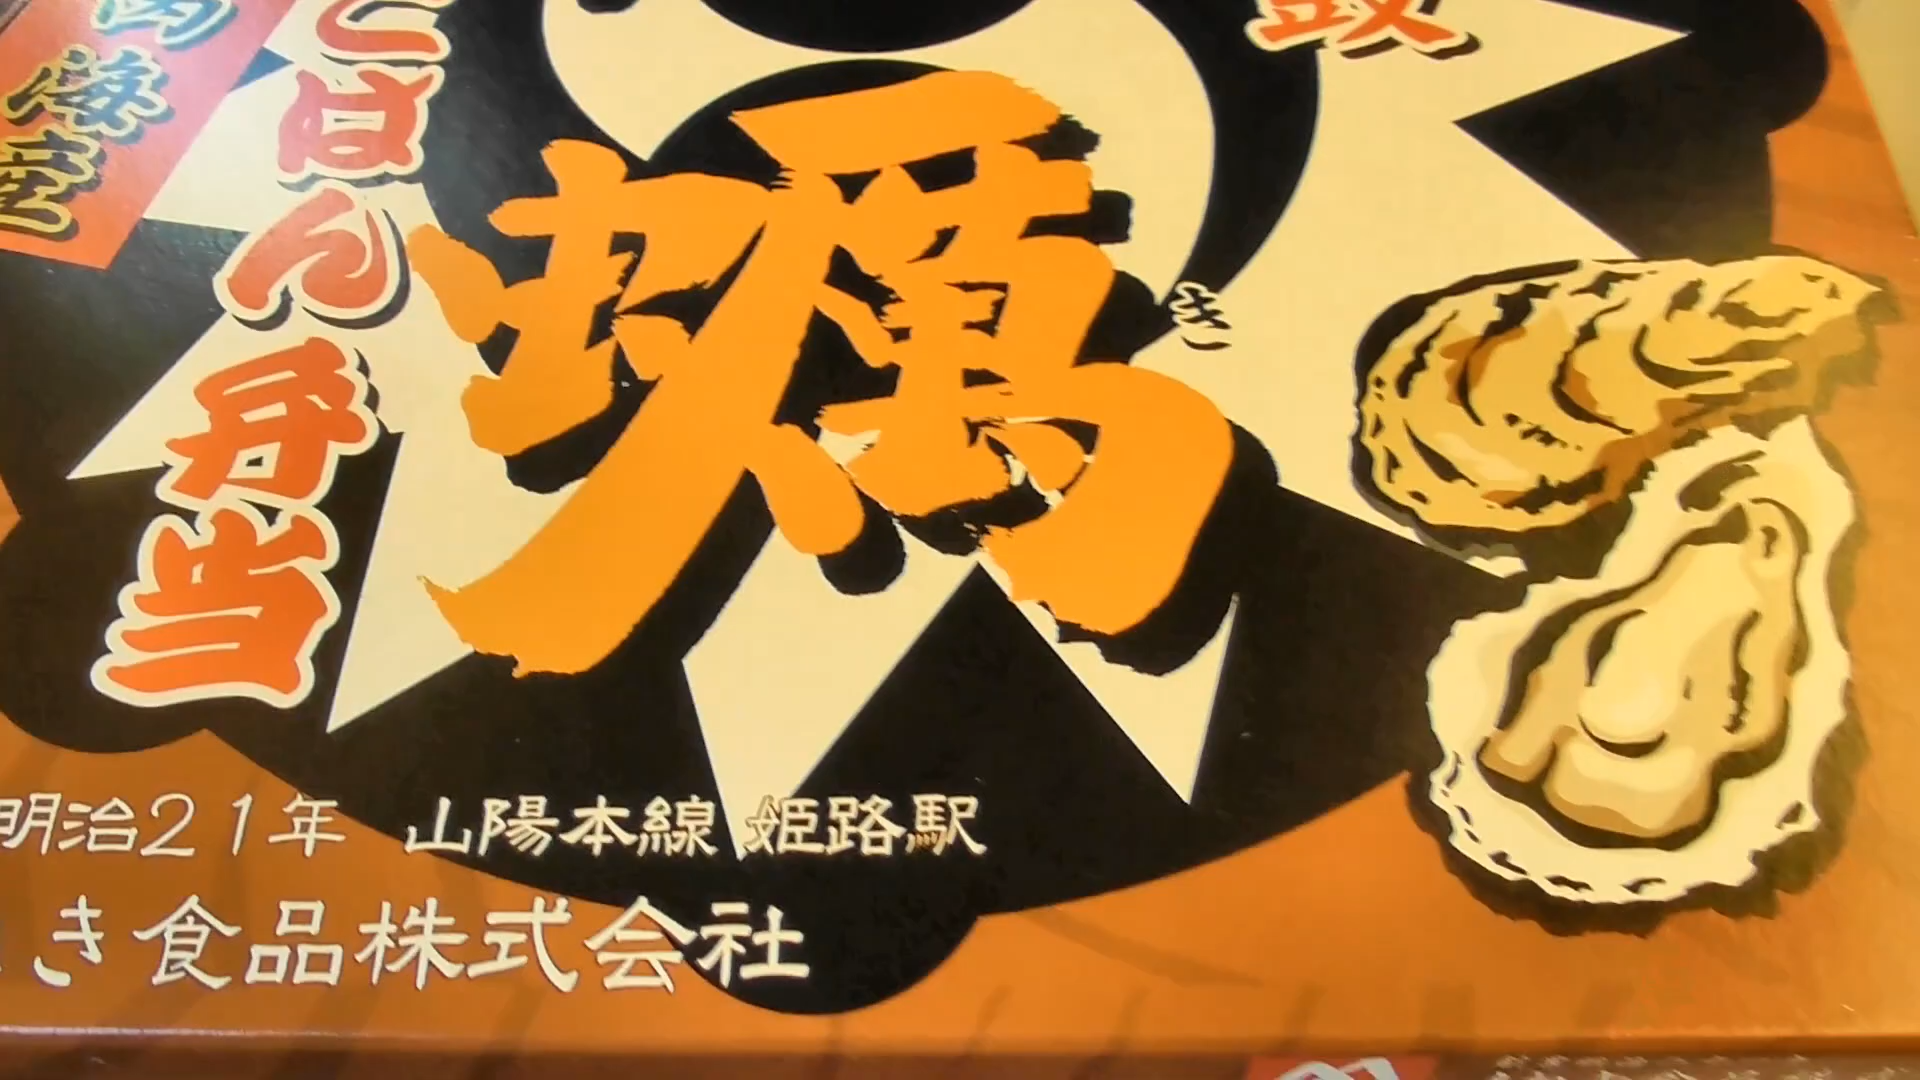 ごはん弁当
蠣
き
海産
明治21年 山陽本線 姫路駅
き食品株式会社